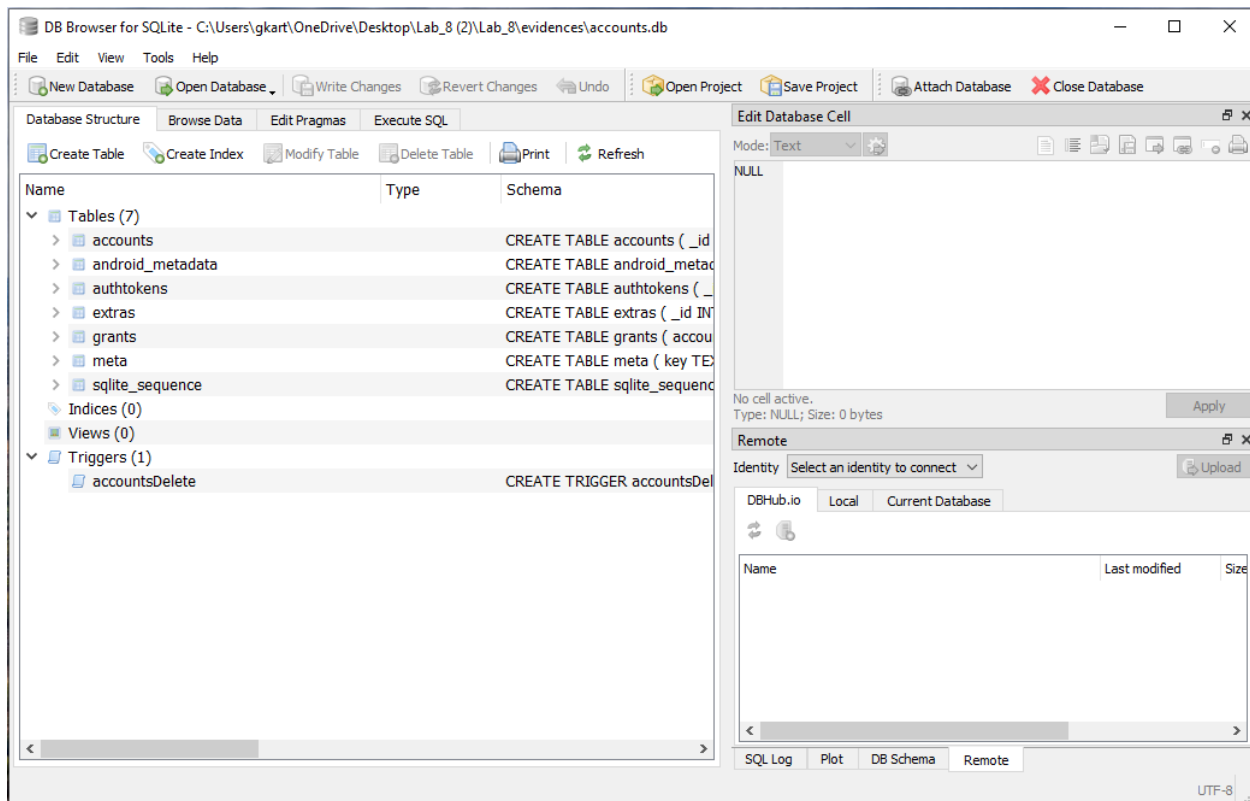 DB Browser for SQLite - C:\Users\gkart\OneDrive\Desktop\Lab_8 (2)\Lab_8\evidences\accounts.db
File Edit View Tools Help
New Database Open Database Write Changes Revert Changes Undo Open Project Save Project Attach Database Close Database
Database Structure Browse Data Edit Pragmas Execute SQL
Create Table Create Index Modify Table Delete Table Print Refresh
Name Type Schema
Tables (7)
accounts CREATE TABLE accounts ( _id
android_metadata CREATE TABLE android_metad
authtokens CREATE TABLE authtokens ( _
extras CREATE TABLE extras ( _id IN
grants CREATE TABLE grants ( accou
meta CREATE TABLE meta ( key TE
sqlite_sequence CREATE TABLE sqlite_sequenc
Indices (0)
Views (0)
Triggers (1)
accountsDelete CREATE TRIGGER accountsDel
Edit Database Cell
Mode: Text
NULL
No cell active.
Type: NULL; Size: 0 bytes
Apply
Remote
Identity Select an identity to connect Upload
DBHub.io Local Current Database
Name Last modified Size
SQL Log Plot DB Schema Remote
UTF-8